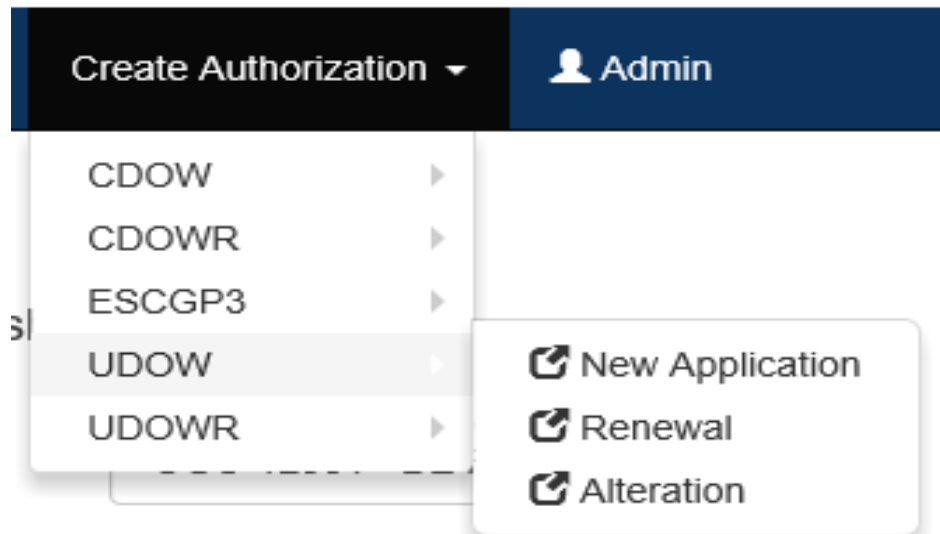 Create Authorization Admin
CDOW
CDOWR
ESCGP3
UDOW
New Application
UDOWR
Renewal
Alteration